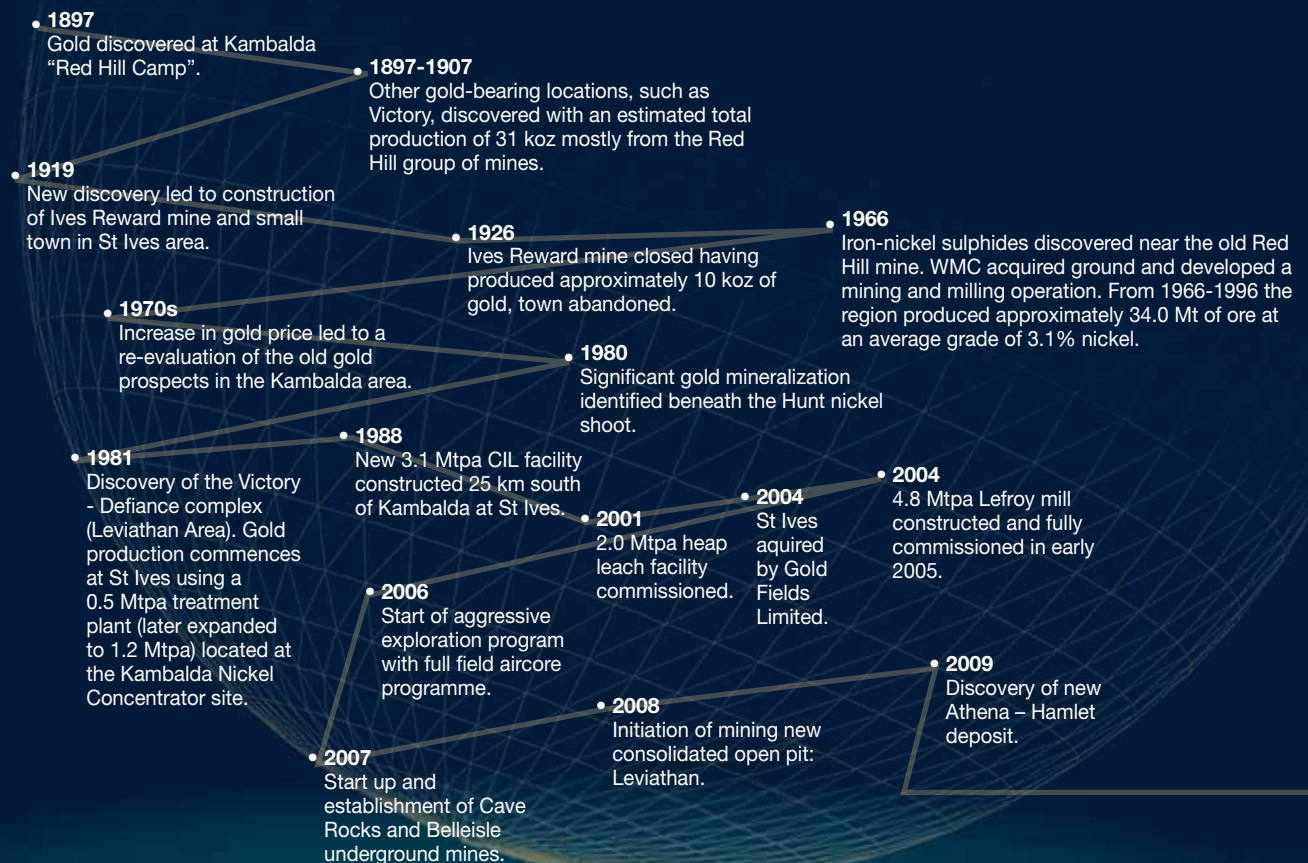 1897
Gold discovered at Kambalda
“Red Hill Camp”.
1897-1907
Other gold-bearing locations, such as
Victory, discovered with an estimated total
production of 31 koz mostly from the Red
Hill group of mines.
1919
New discovery led to construction
of Ives Reward mine and small
town in St Ives area.
1926
Ives Reward mine closed having
produced approximately 10 koz of
gold, town abandoned.
1966
Iron-nickel sulphides discovered near the old Red
Hill mine. WMC acquired ground and developed a
mining and milling operation. From 1966-1996 the
region produced approximately 34.0 Mt of ore at
an average grade of 3.1% nickel.
1970s
Increase in gold price led to a
re-evaluation of the old gold
prospects in the Kambalda area.
1980
Significant gold mineralization
identified beneath the Hunt nickel
shoot.
1981
Discovery of the Victory
- Defiance complex
(Leviathan Area). Gold
production commences
at St Ives using a
0.5 Mtpa treatment
plant (later expanded
to 1.2 Mtpa) located at
the Kambalda Nickel
Concentrator site.
1988
New 3.1 Mtpa CIL facility
constructed 25 km south
of Kambalda at St Ives.
2001
2.0 Mtpa heap
leach facility
commissioned.
2004
St Ives
aquired
by Gold
Fields
Limited.
2004
4.8 Mtpa Lefroy mill
constructed and fully
commissioned in early
2005.
2006
Start of aggressive
exploration program
with full field aircore
programme.
2007
Start up and
establishment of Cave
Rocks and Belleisle
underground mines.
2008
Initiation of mining new
consolidated open pit:
Leviathan.
2009
Discovery of new
Athena – Hamlet
deposit.